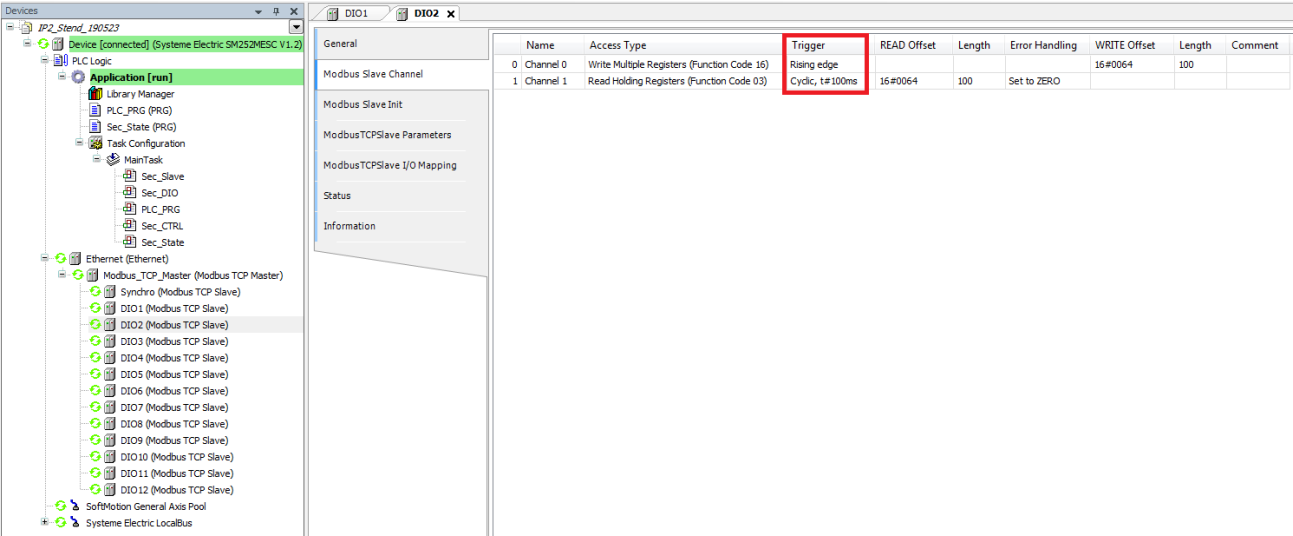 Devices
IP2_Stend_190523
Device [connected] (Systeme Electric SM252MESC V1.2)
PLC Logic
Application [run]
Library Manager
PLC_PRG (PRG)
Sec_State (PRG)
Task Configuration
MainTask
Sec_Slave
Sec_DIO
PLC_PRG
Sec_CTRL
Sec_State
Ethernet (Ethernet)
Modbus_TCP_Master (Modbus TCP Master)
Synchro (Modbus TCP Slave)
DIO1 (Modbus TCP Slave)
DIO2 (Modbus TCP Slave)
DIO3 (Modbus TCP Slave)
DIO4 (Modbus TCP Slave)
DIO5 (Modbus TCP Slave)
DIO6 (Modbus TCP Slave)
DIO7 (Modbus TCP Slave)
DIO8 (Modbus TCP Slave)
DIO9 (Modbus TCP Slave)
DIO10 (Modbus TCP Slave)
DIO11 (Modbus TCP Slave)
DIO12 (Modbus TCP Slave)
SoftMotion General Axis Pool
Systeme Electric LocalBus
DIO1 DIO2
General
Modbus Slave Channel
Modbus Slave Init
ModbusTCPSlave Parameters
ModbusTCPSlave I/O Mapping
Status
Information
Name Access Type Trigger READ Offset Length Error Handling WRITE Offset Length Comment
0 Channel 0 Write Multiple Registers (Function Code 16) Rising edge 16#0064 100
1 Channel 1 Read Holding Registers (Function Code 03) Cyclic, t#100ms 16#0064 100 Set to ZERO